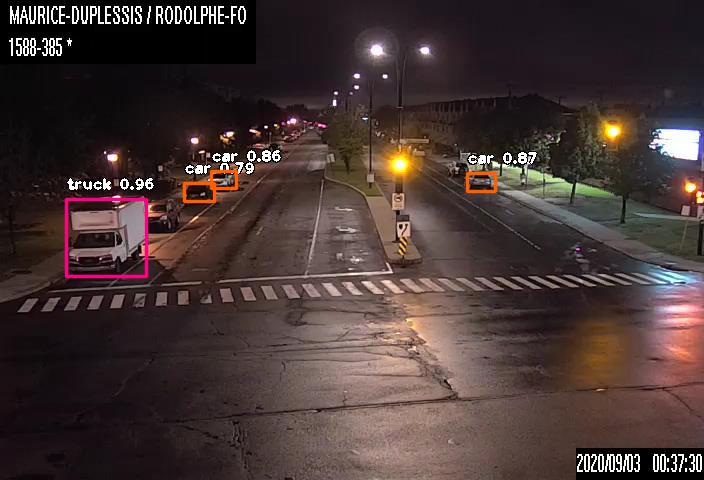 MAURICE-DUPLESSIS / RODOLPHE-FO
1588-385 *
car 0.86
car 0.79
car 0.87
truck 0.96
2020/09/03 00:37:30